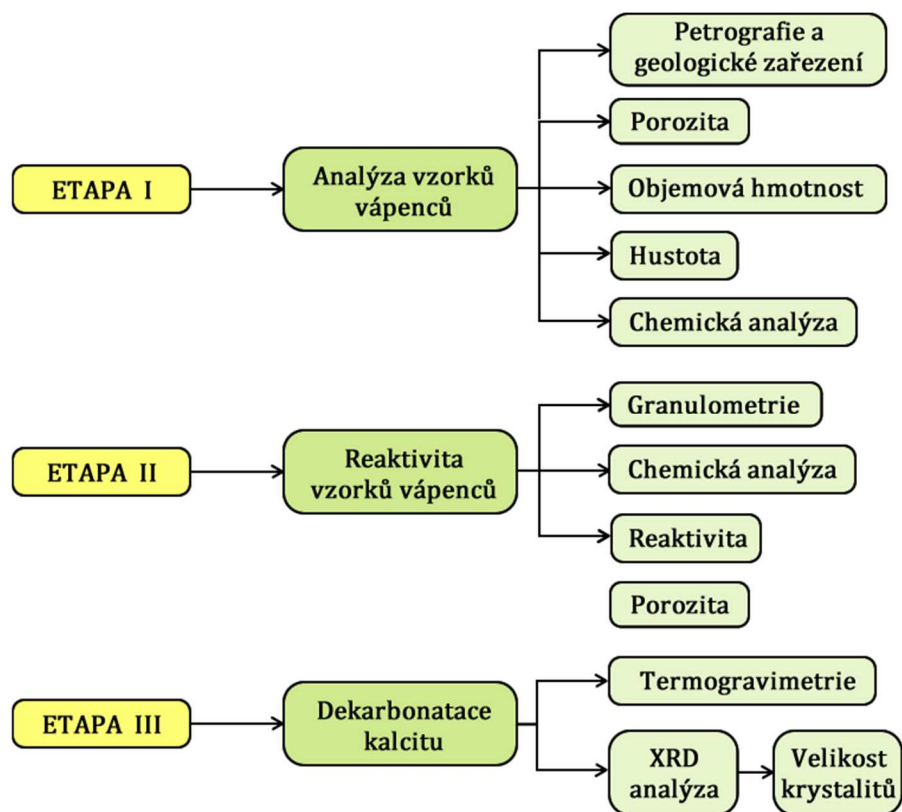 Petrografie a
geologické zařezení
Porozita
ETAPA I
Analýza vzorků
vápenců
Objemová hmotnost
Hustota
Chemická analýza
Granulometrie
ETAPA II
Reaktivita
vzorků vápenců
Chemická analýza
Reaktivita
Porozita
Termogravimetrie
ETAPA III
Dekarbonatace
kalcitu
XRD
analýza
Velikost
krystalitů